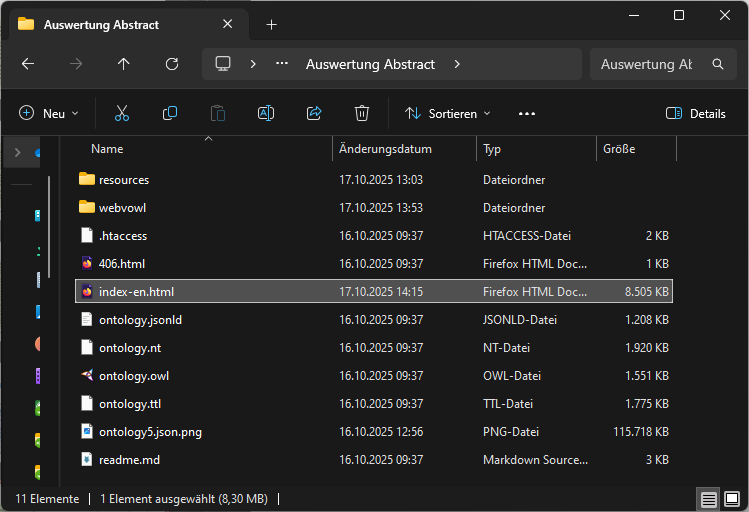 Auswertung Abstract
Auswertung Abstract
Auswertung Ab
Neu
Sortieren
Details
Name Änderungsdatum Typ Größe
resources 17.10.2025 13:03 Dateiordner
webvowl 17.10.2025 13:53 Dateiordner
.htaccess 16.10.2025 09:37 HTACCESS-Datei 2 KB
406.html 16.10.2025 09:37 Firefox HTML Doc... 1 KB
index-en.html 17.10.2025 14:15 Firefox HTML Doc... 8.505 KB
ontology.jsonld 16.10.2025 09:37 JSONLD-Datei 1.208 KB
ontology.nt 16.10.2025 09:37 NT-Datei 1.920 KB
ontology.owl 16.10.2025 09:37 OWL-Datei 1.551 KB
ontology.ttl 16.10.2025 09:37 TTL-Datei 1.775 KB
ontology5.json.png 16.10.2025 12:56 PNG-Datei 115.718 KB
readme.md 16.10.2025 09:37 Markdown Source... 3 KB
11 Elemente 1 Element ausgewählt (8,30 MB)